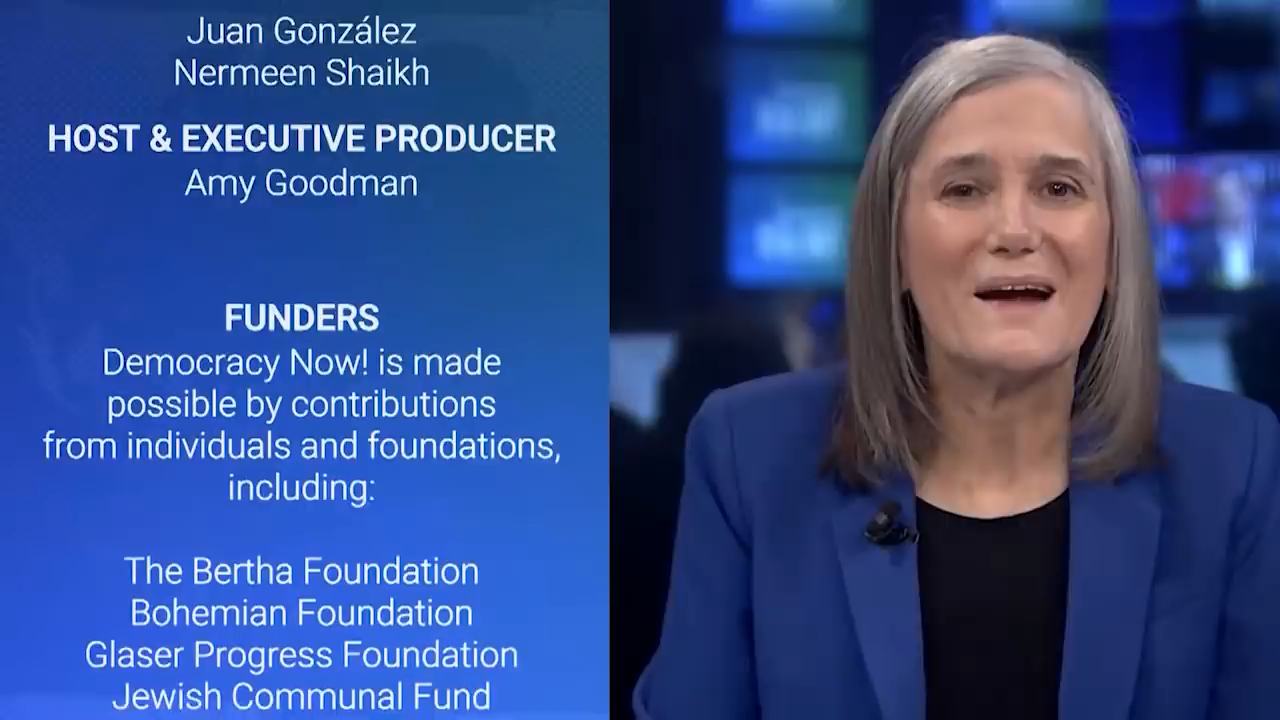 Juan González
Nermeen Shaikh
HOST & EXECUTIVE PRODUCER
Amy Goodman
FUNDERS
Democracy Now! is made
possible by contributions
from individuals and foundations,
including:
The Bertha Foundation
Bohemian Foundation
Glaser Progress Foundation
Jewish Communal Fund